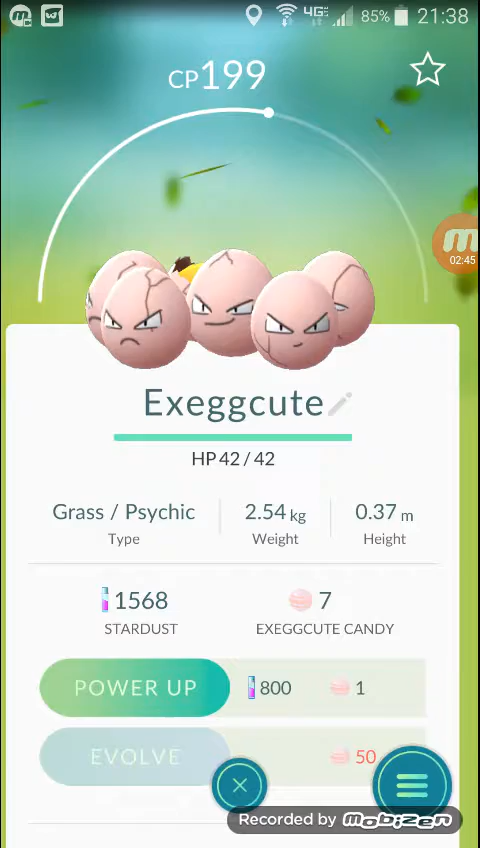 4G 85% 21:38
CP199
02:45
Exeggcute
HP 42 / 42
Grass / Psychic 2.54 kg 0.37 m
Type Weight Height
1568 7
STARDUST EXEGGCUTE CANDY
POWER UP 800 1
EVOLVE 50
Recorded by Mobizen